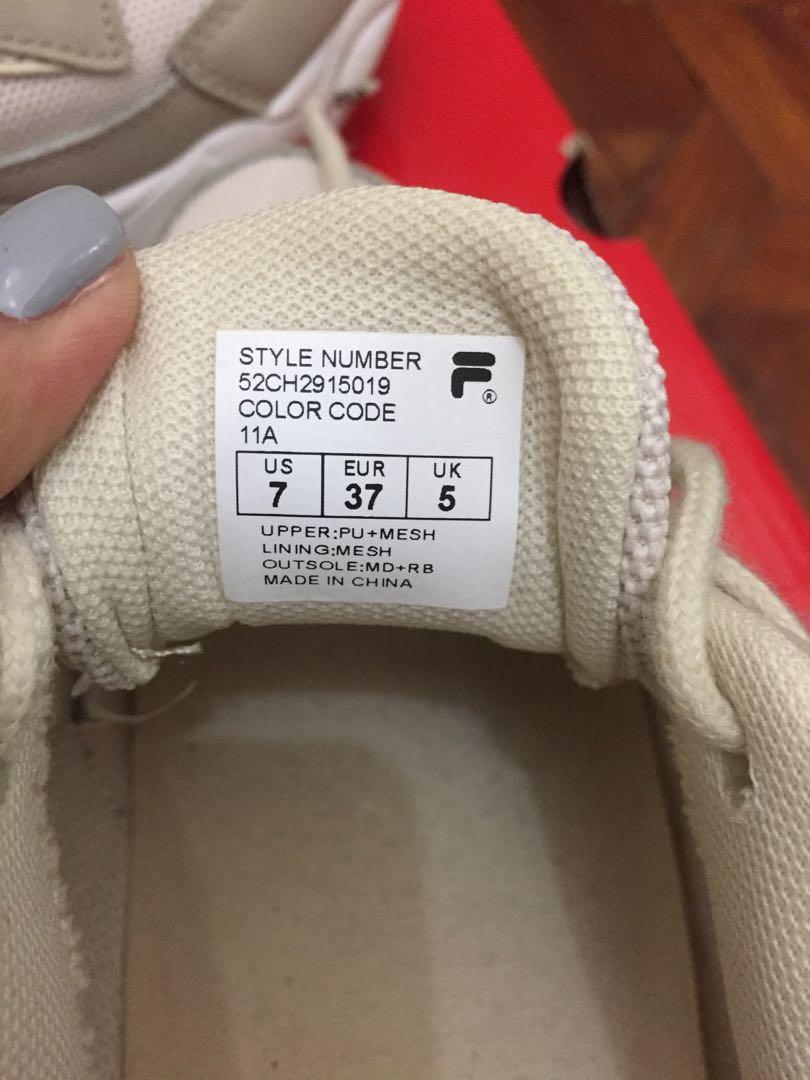 STYLE NUMBER
52CH2915019
COLOR CODE
11A
US EUR UK
7 37 5
UPPER:PU+MESH
LINING:MESH
OUTSOLE:MD+RB
MADE IN CHINA
F®